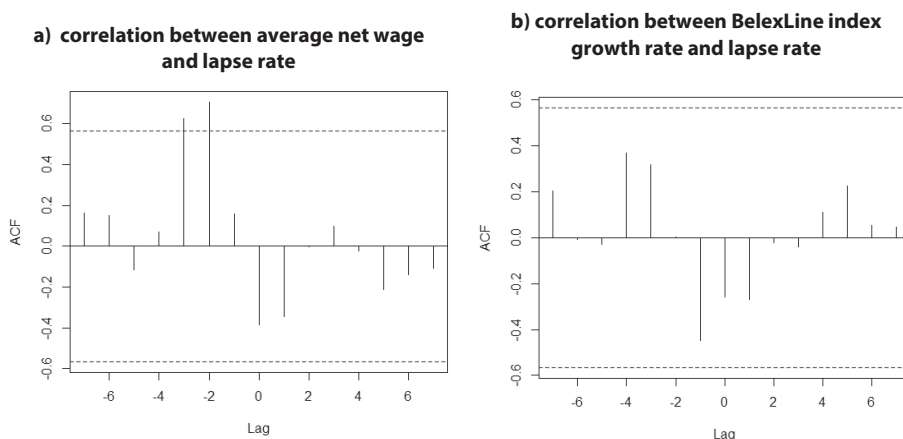 a) correlation between average net wage
and lapse rate
ACF
0.6
0.4
0.2
0.0
-0.2
-0.4
-0.6
-6 -4 -2 0 2 4 6
Lag
b) correlation between BelexLine index
growth rate and lapse rate
ACF
0.6
0.4
0.2
0.0
-0.2
-0.4
-0.6
-6 -4 -2 0 2 4 6
Lag